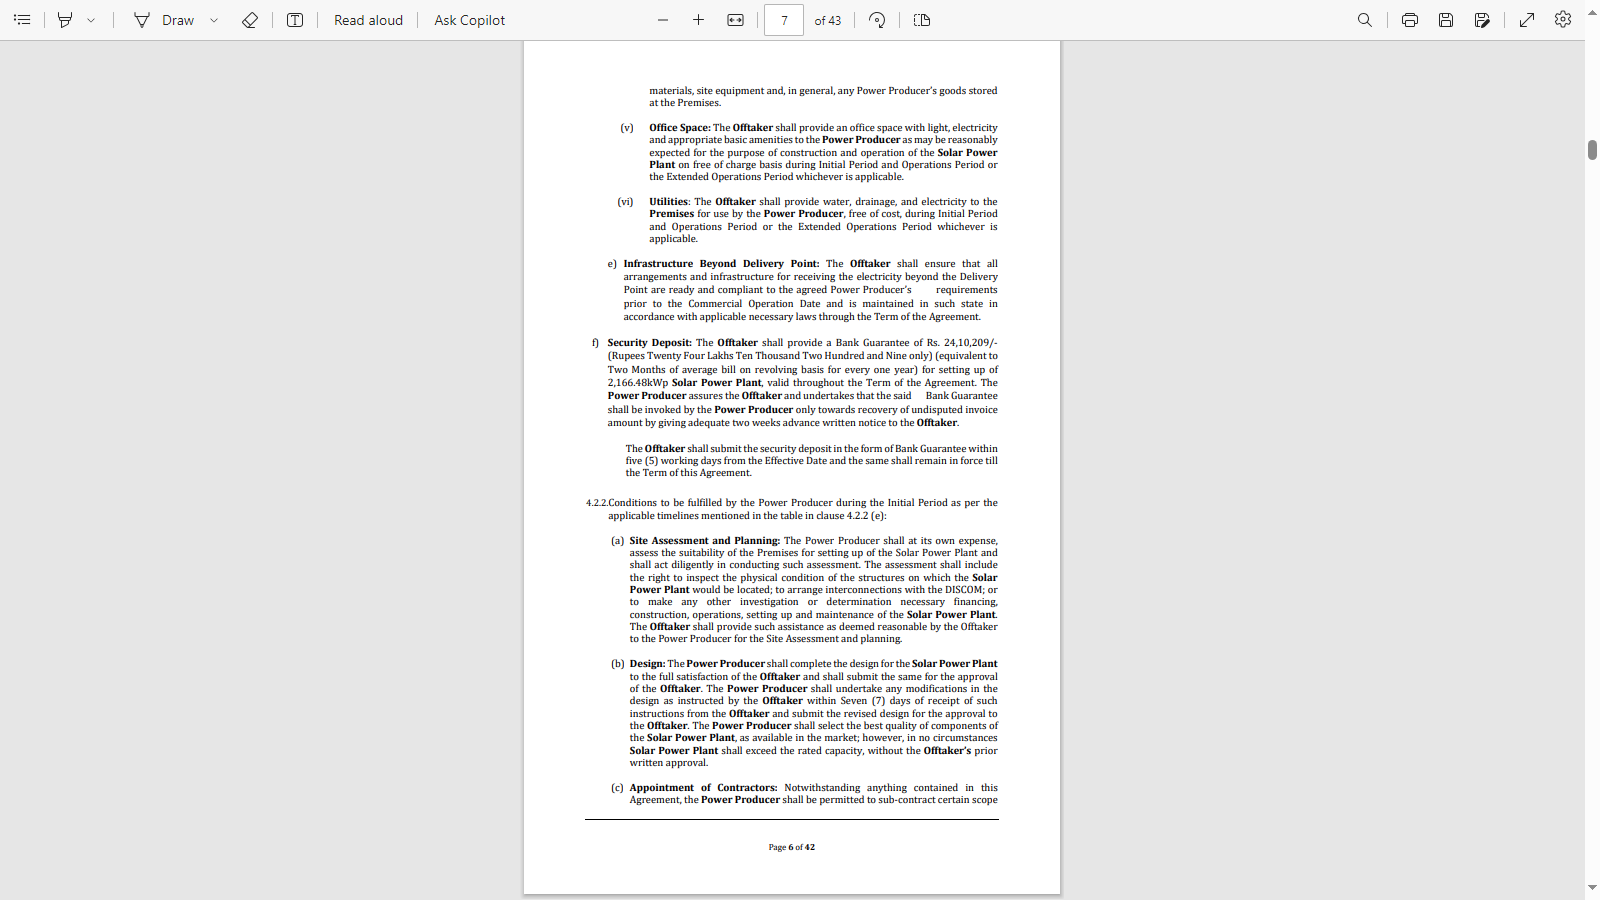 Draw
Read aloud
Ask Copilot
7
of 43
materials, site equipment and, in general, any Power Producer's goods stored
at the Premises.
(v) Office Space: The Offtaker shall provide an office space with light, electricity
and appropriate basic amenities to the Power Producer as may be reasonably
expected for the purpose of construction and operation of the Solar Power
Plant on free of charge basis during Initial Period and Operations Period or
the Extended Operations Period whichever is applicable.
(vi) Utilities: The Offtaker shall provide water, drainage, and electricity to the
Premises for use by the Power Producer, free of cost, during Initial Period
and Operations Period or the Extended Operations Period whichever is
applicable.
e) Infrastructure Beyond Delivery Point: The Offtaker shall ensure that all
arrangements and infrastructure for receiving the electricity beyond the Delivery
Point are ready and compliant to the agreed Power Producer's requirements
prior to the Commercial Operation Date and is maintained in such state in
accordance with applicable necessary laws through the Term of the Agreement.
f) Security Deposit: The Offtaker shall provide a Bank Guarantee of Rs. 24,10,209/-
(Rupees Twenty Four Lakhs Ten Thousand Two Hundred and Nine only) (equivalent to
Two Months of average bill on revolving basis for every one year) for setting up of
2,166.48kWp Solar Power Plant, valid throughout the Term of the Agreement. The
Power Producer assures the Offtaker and undertakes that the said Bank Guarantee
shall be invoked by the Power Producer only towards recovery of undisputed invoice
amount by giving adequate two weeks advance written notice to the Offtaker.
The Offtaker shall submit the security deposit in the form of Bank Guarantee within
five (5) working days from the Effective Date and the same shall remain in force till
the Term of this Agreement.
4.2.2.Conditions to be fulfilled by the Power Producer during the Initial Period as per the
applicable timelines mentioned in the table in clause 4.2.2 (e):
(a) Site Assessment and Planning: The Power Producer shall at its own expense,
assess the suitability of the Premises for setting up of the Solar Power Plant and
shall act diligently in conducting such assessment. The assessment shall include
the right to inspect the physical condition of the structures on which the Solar
Power Plant would be located; to arrange interconnections with the DISCOM; or
to make any other investigation or determination necessary financing,
construction, operations, setting up and maintenance of the Solar Power Plant.
The Offtaker shall provide such assistance as deemed reasonable by the Offtaker
to the Power Producer for the Site Assessment and planning.
(b) Design: The Power Producer shall complete the design for the Solar Power Plant
to the full satisfaction of the Offtaker and shall submit the same for the approval
of the Offtaker. The Power Producer shall undertake any modifications in the
design as instructed by the Offtaker within Seven (7) days of receipt of such
instructions from the Offtaker and submit the revised design for the approval to
the Offtaker. The Power Producer shall select the best quality of components of
the Solar Power Plant, as available in the market; however, in no circumstances
Solar Power Plant shall exceed the rated capacity, without the Offtaker's prior
written approval.
(c) Appointment of Contractors: Notwithstanding anything contained in this
Agreement, the Power Producer shall be permitted to sub-contract certain scope
Page 6 of 42